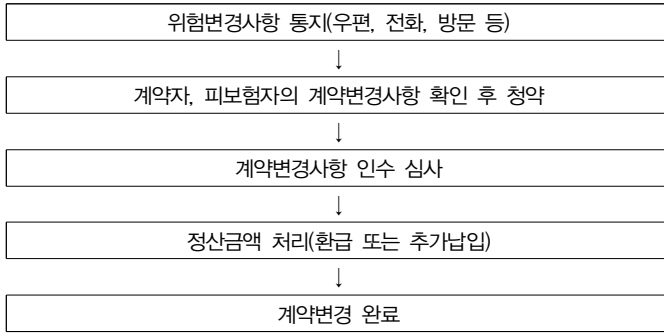 위험변경사항 통지(우편, 전화, 방문 등)
↓
계약자, 피보험자의 계약변경사항 확인 후 청약
↓
계약변경사항 인수 심사
↓
정산금액 처리(환급 또는 추가납입)
↓
계약변경 완료